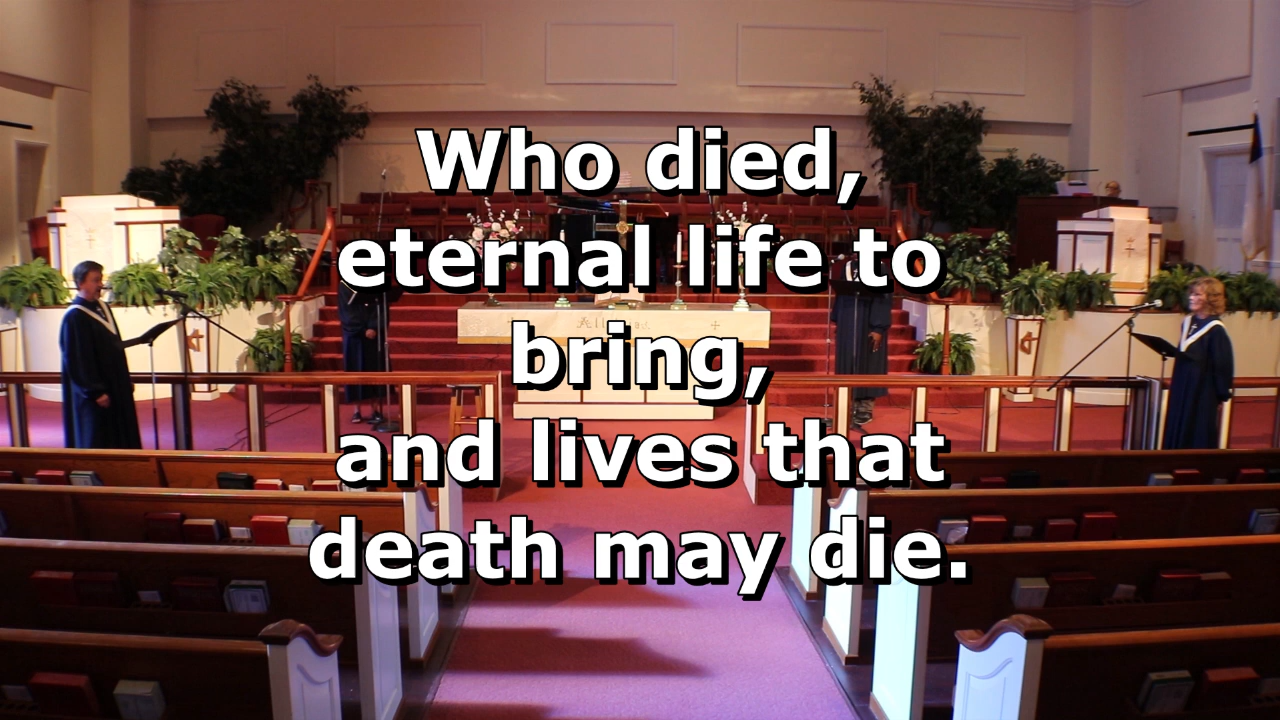 Who died,
eternal life to
bring,
and lives that
death may die.